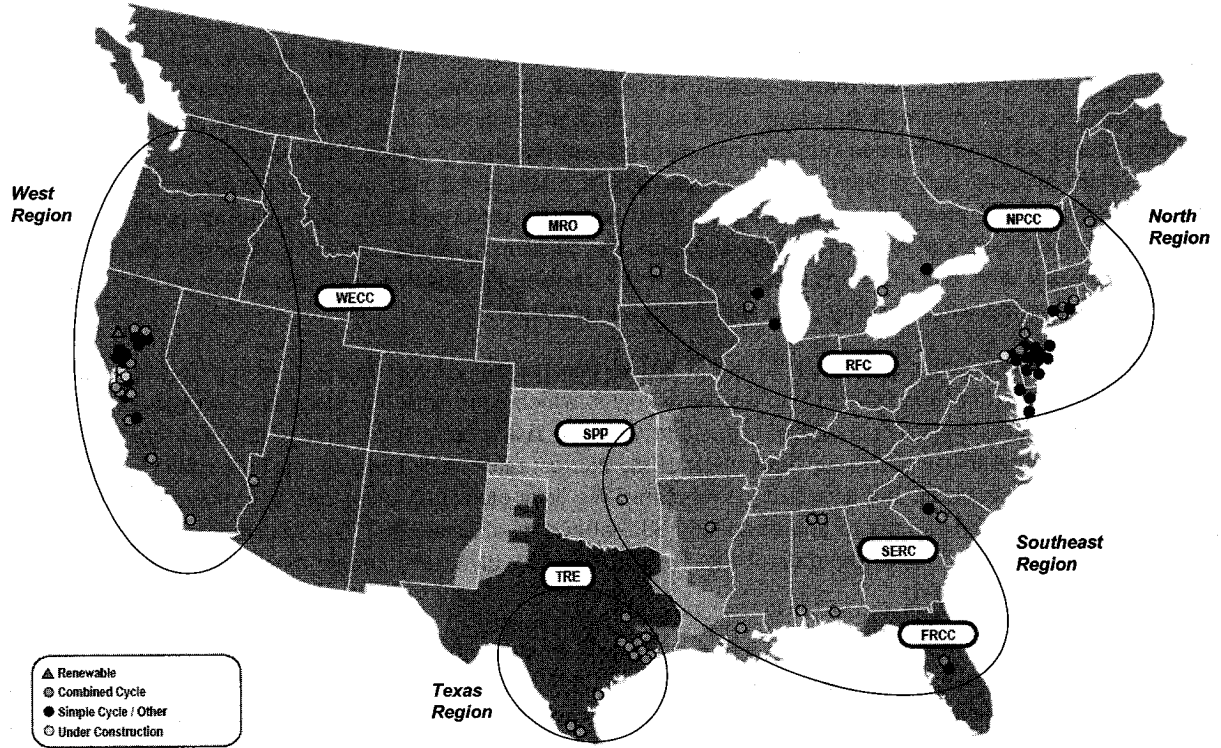 West
Region
MRO
NPCC
North
Region
WECC
RFC
SPP
SERC
Southeast
Region
TRE
FRCC
Texas
Region
Renewable
Combined Cycle
Simple Cycle / Other
Under Construction